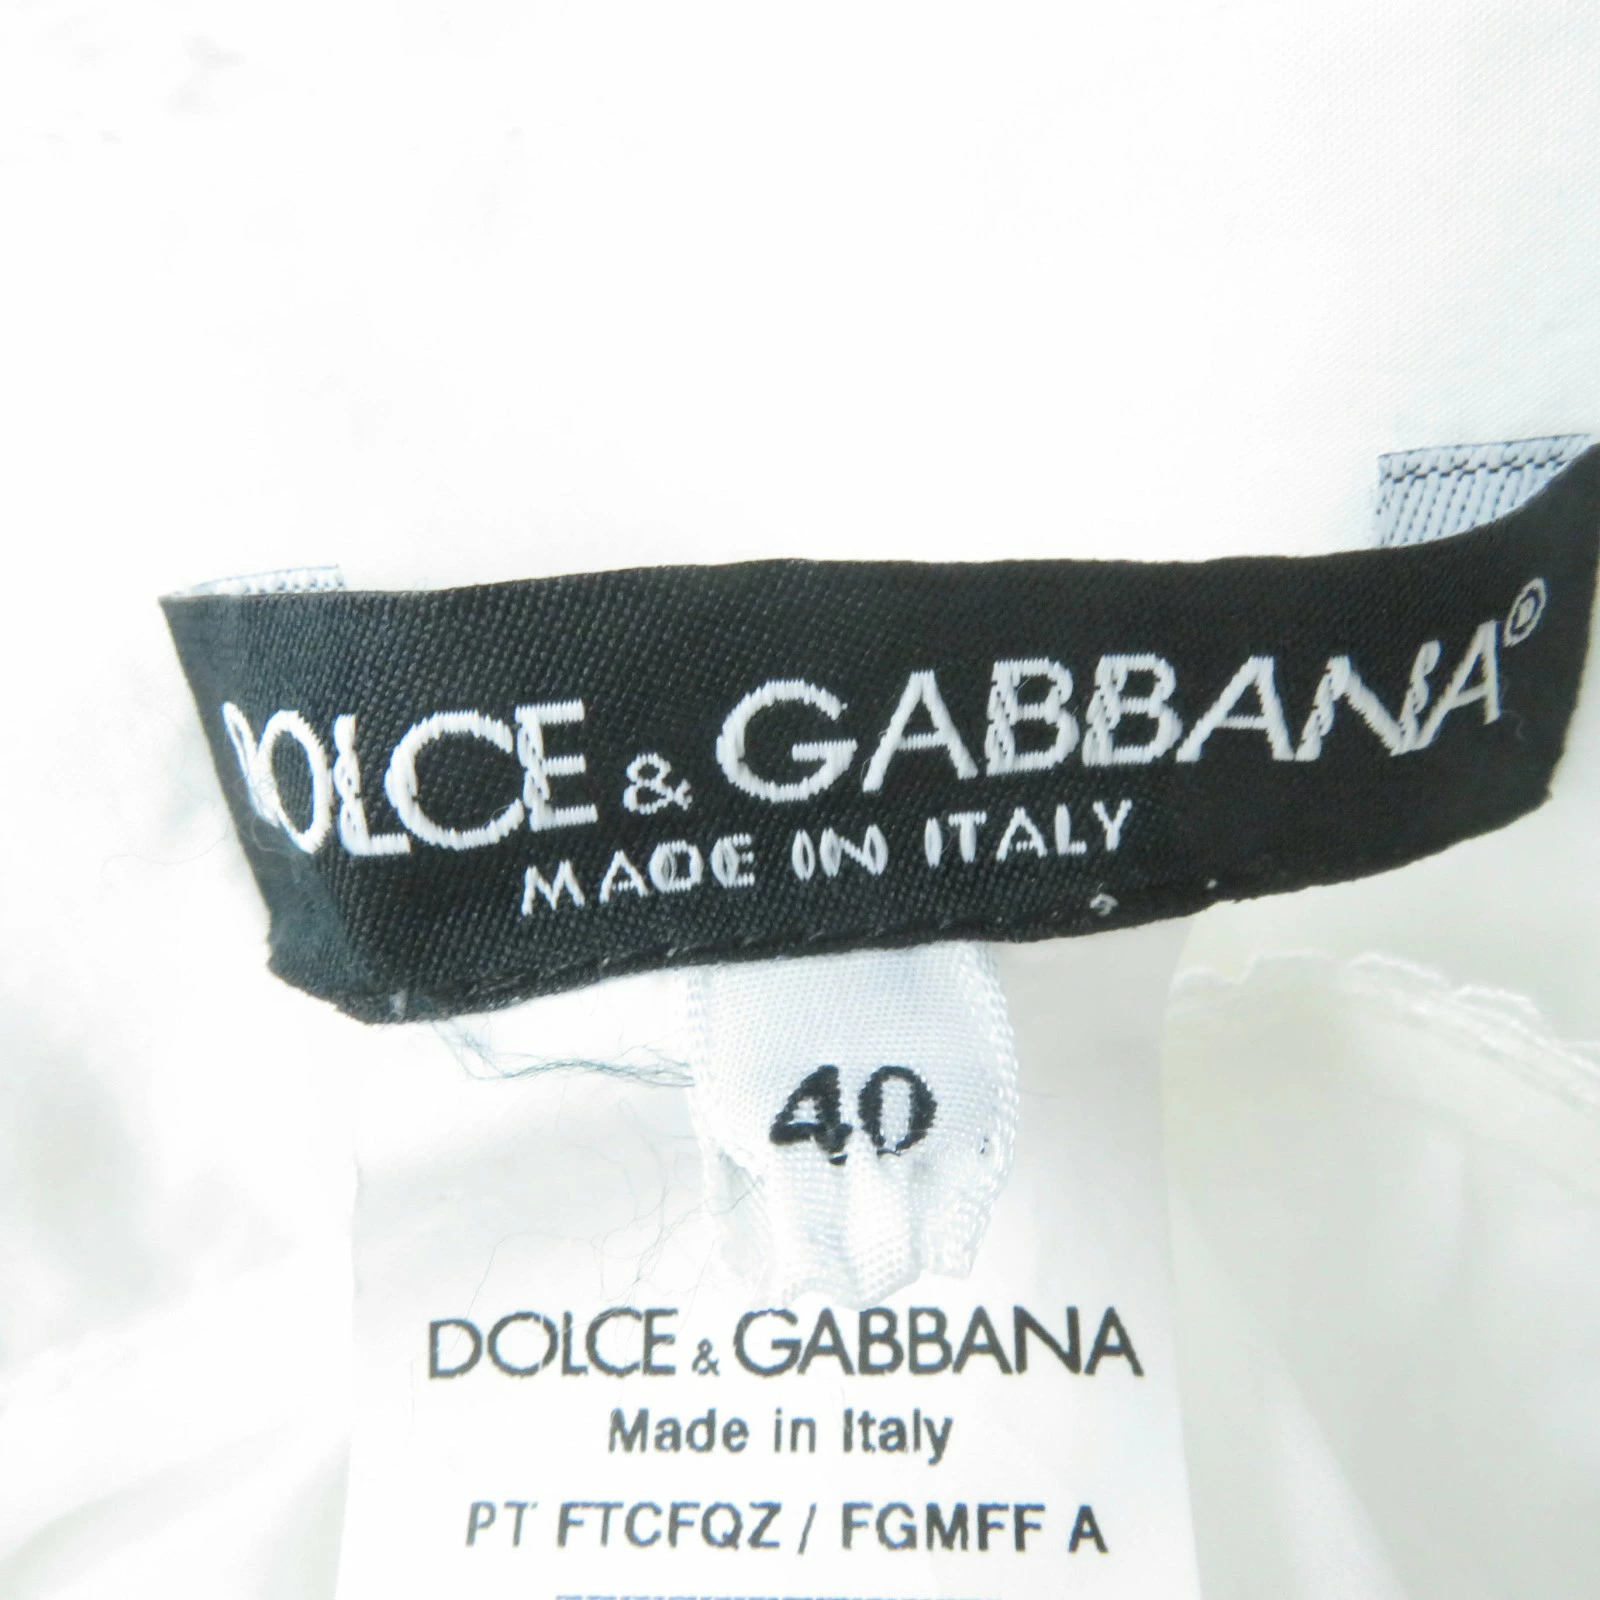 DOLCE & GABBANA®
MADE IN ITALY
40
DOLCE & GABBANA
Made in Italy
PT FTCFQZ / FGMFF A